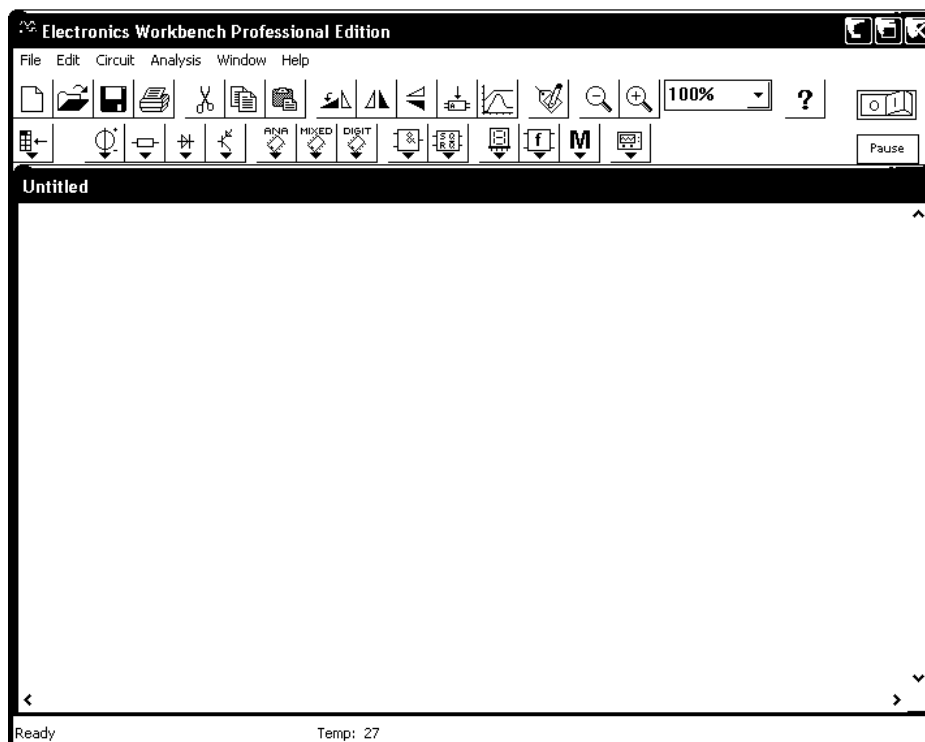 Electronics Workbench Professional Edition
File Edit Circuit Analysis Window Help
100% ?
ANA MIXED DIGIT & f M
Pause
Untitled
Ready Temp: 27